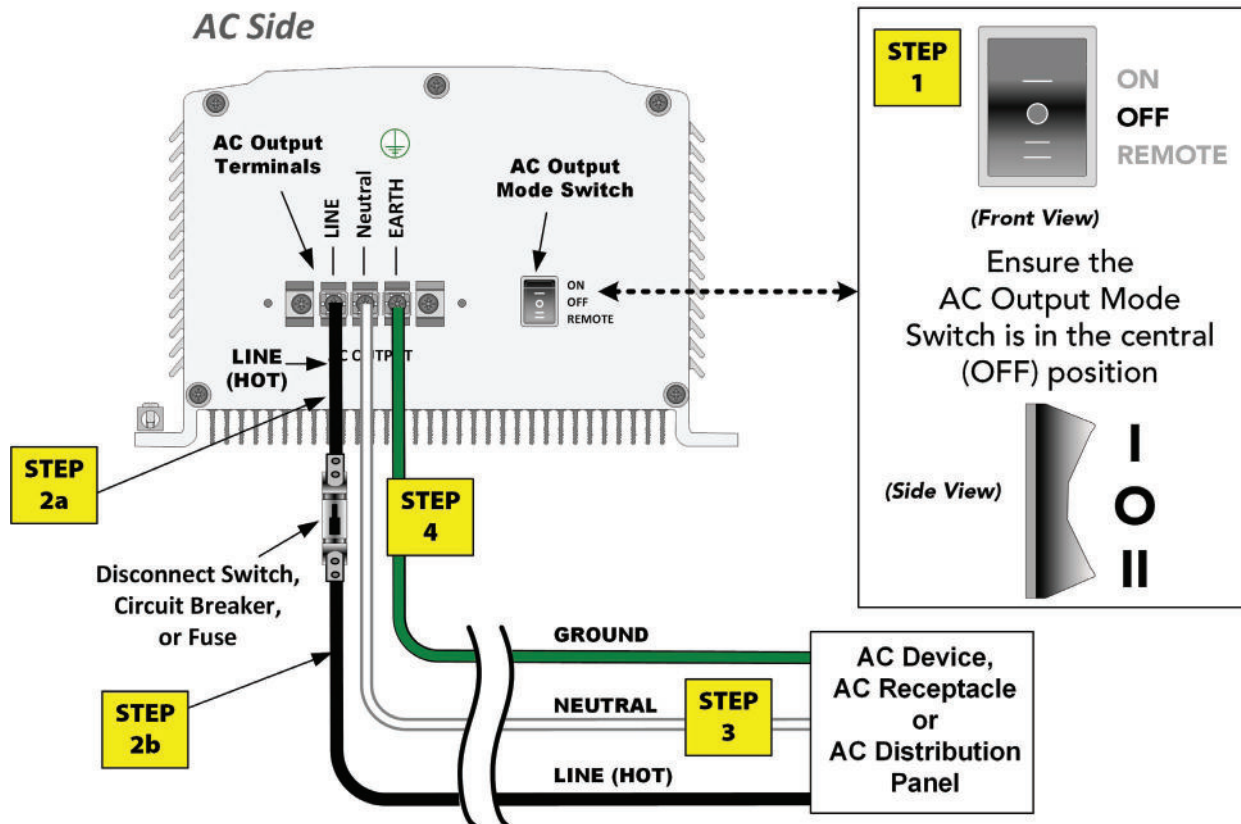 AC Side
AC Output
Terminals
LINE
Neutral
EARTH
AC Output
Mode Switch
ON
OFF
REMOTE
LINE
(HOT)
AC OUTPUT
STEP
2a
Disconnect Switch,
Circuit Breaker,
or Fuse
STEP
2b
STEP
4
GROUND
NEUTRAL
STEP
3
LINE (HOT)
AC Device,
AC Receptacle
or
AC Distribution
Panel
STEP
1
ON
OFF
REMOTE
(Front View)
Ensure the
AC Output Mode
Switch is in the central
(OFF) position
(Side View)
I
O
II